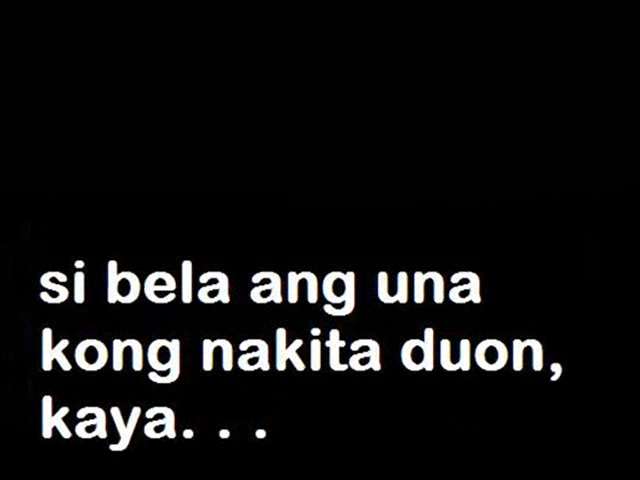 si bela ang una
kong nakita duon,
kaya. . .